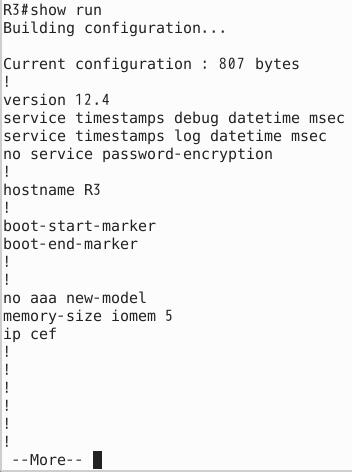 R3#show run
Building configuration...

Current configuration : 807 bytes
!
version 12.4
service timestamps debug datetime msec
service timestamps log datetime msec
no service password-encryption
!
hostname R3
!
boot-start-marker
boot-end-marker
!
!
no aaa new-model
memory-size iomem 5
ip cef
!
!
!
!
!
!
--More--